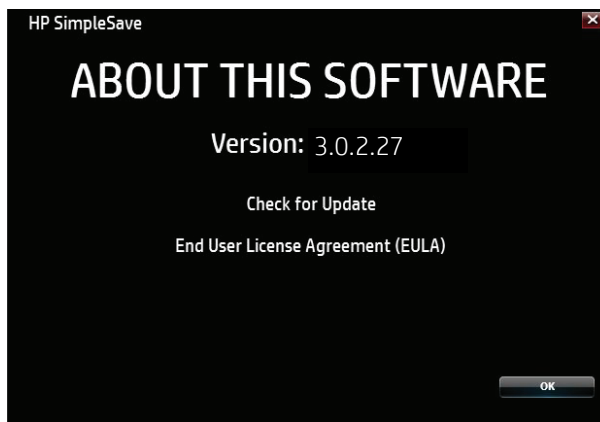 HP SimpleSave
ABOUT THIS SOFTWARE
Version: 3.0.2.27
Check for Update
End User License Agreement (EULA)
OK